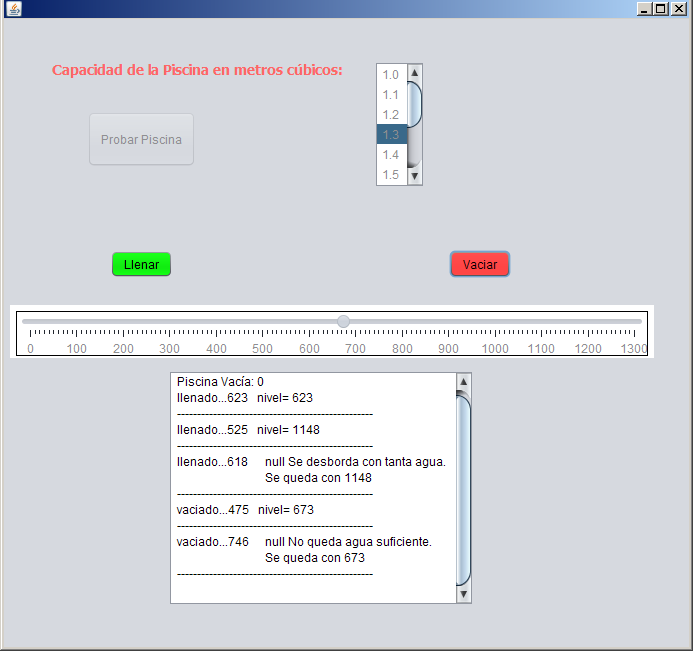 Capacidad de la Piscina en metros cúbicos:
1.0
1.1
1.2
1.3
1.4
1.5
Probar Piscina
Llenar
Vaciar
0 100 200 300 400 500 600 700 800 900 1000 1100 1200 1300
Piscina Vacía: 0
llenado...623 nivel= 623
-------------------------------------------------
llenado...525 nivel= 1148
-------------------------------------------------
llenado...618 null Se desborda con tanta agua.
Se queda con 1148
-------------------------------------------------
vaciado...475 nivel= 673
-------------------------------------------------
vaciado...746 null No queda agua suficiente.
Se queda con 673
-------------------------------------------------